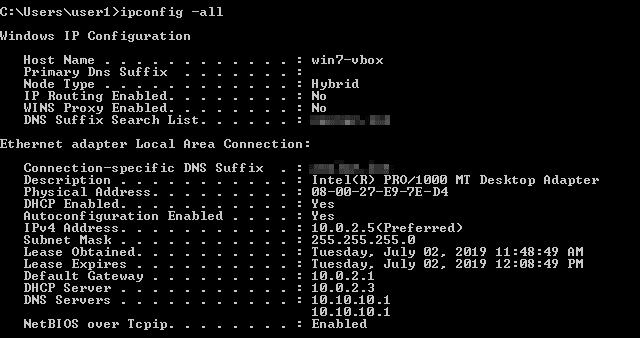 C:\Users\user1>ipconfig -all
Windows IP Configuration
Host Name . . . . . . . . . . . . : win7-vbox
Primary Dns Suffix  . . . . . . . :
Node Type . . . . . . . . . . . . : Hybrid
IP Routing Enabled. . . . . . . . : No
WINS Proxy Enabled. . . . . . . . : No
DNS Suffix Search List. . . . . . :
Ethernet adapter Local Area Connection:
Connection-specific DNS Suffix  . :
Description . . . . . . . . . . . : Intel(R) PRO/1000 MT Desktop Adapter
Physical Address. . . . . . . . . : 08-00-27-E9-7E-D4
DHCP Enabled. . . . . . . . . . . : Yes
Autoconfiguration Enabled . . . . : Yes
IPv4 Address. . . . . . . . . . . : 10.0.2.5(Preferred)
Subnet Mask . . . . . . . . . . . : 255.255.255.0
Lease Obtained. . . . . . . . . . : Tuesday, July 02, 2019 11:48:49 AM
Lease Expires . . . . . . . . . . : Tuesday, July 02, 2019 12:08:49 PM
Default Gateway . . . . . . . . . : 10.0.2.1
DHCP Server . . . . . . . . . . . : 10.0.2.3
DNS Servers . . . . . . . . . . . : 10.10.10.1
10.10.10.1
NetBIOS over Tcpip. . . . . . . . : Enabled